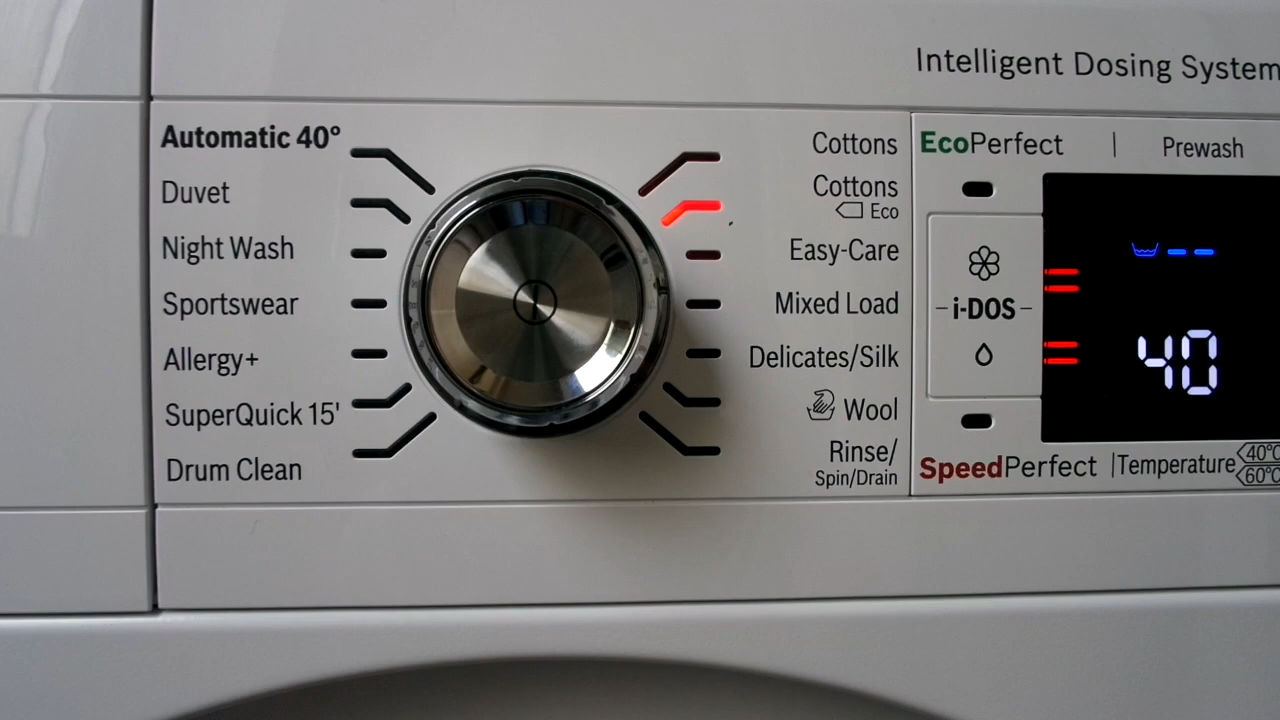 Intelligent Dosing System
Automatic 40°
Duvet
Night Wash
Sportswear
Allergy+
SuperQuick 15'
Drum Clean
Cottons
Cottons
Eco
Easy-Care
Mixed Load
Delicates/Silk
Wool
Rinse/
Spin/Drain
EcoPerfect | Prewash
i-DOS
40
SpeedPerfect | Temperature
40°C
60°C